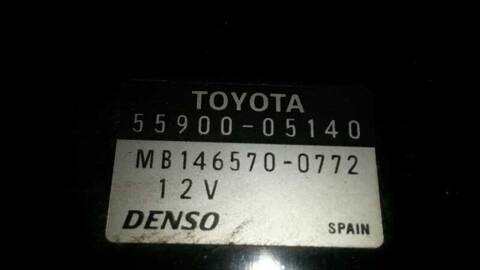 TOYOTA
55900-05140
MB146570-0772
12V
DENSO SPAIN